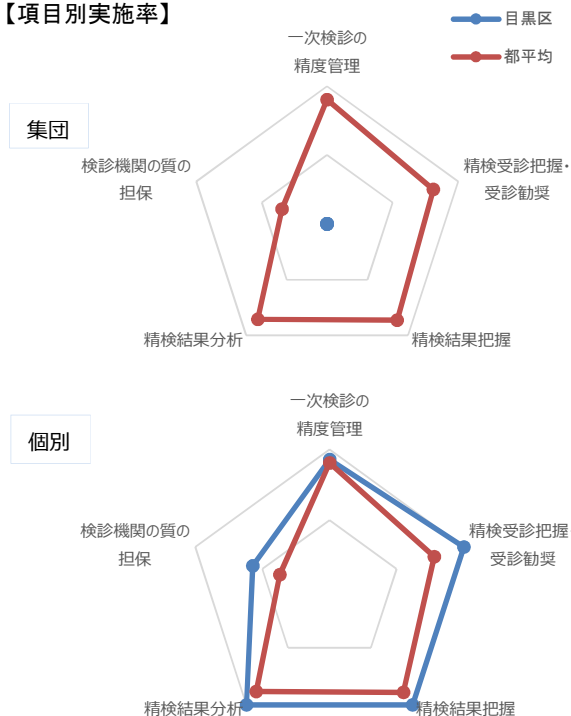 【項目別実施率】
目黒区
都平均
集団
一次検診の
精度管理
精検受診把握・
受診勧奨
精検結果把握
精検結果分析
検診機関の質の
担保
個別
一次検診の
精度管理
精検受診把握
受診勧奨
精検結果把握
精検結果分析
検診機関の質の
担保